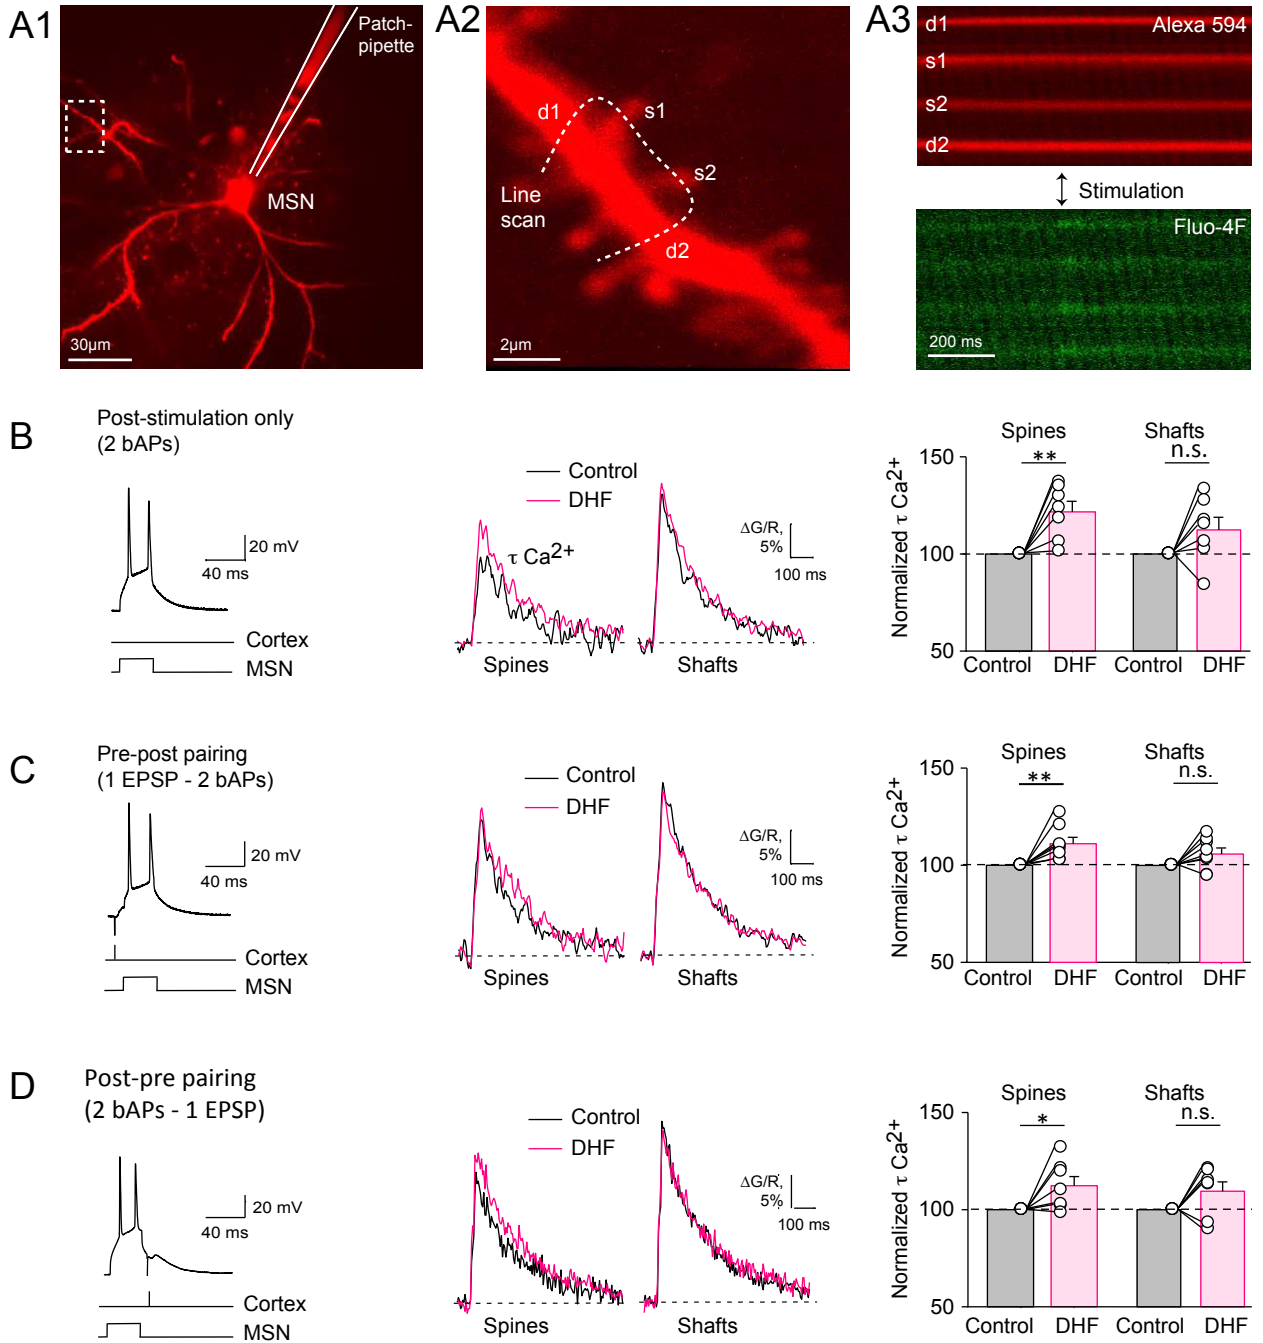 A1
Patch-
pipette
MSN
30µm
A2
d1
s1
s2
Line
scan
d2
2µm
A3
d1
Alexa 594
s1
s2
d2
Stimulation
Fluo-4F
200 ms
B
Post-stimulation only
(2 bAPs)
20 mV
40 ms
Cortex
MSN
Control
DHF
τ Ca2+
ΔG/R,
5%
100 ms
Spines
Shafts
Spines
Shafts
**
n.s.
Normalized τ Ca2+
150
100
50
Control
DHF
Control
DHF
C
Pre-post pairing
(1 EPSP - 2 bAPs)
20 mV
40 ms
Cortex
MSN
Control
DHF
ΔG/R,
5%
100 ms
Spines
Shafts
Spines
Shafts
**
n.s.
Normalized τ Ca2+
150
100
50
Control
DHF
Control
DHF
D
Post-pre pairing
(2 bAPs - 1 EPSP)
20 mV
40 ms
Cortex
MSN
Control
DHF
ΔG/R,
5%
100 ms
Spines
Shafts
Spines
Shafts
*
n.s.
Normalized τ Ca2+
150
100
50
Control
DHF
Control
DHF